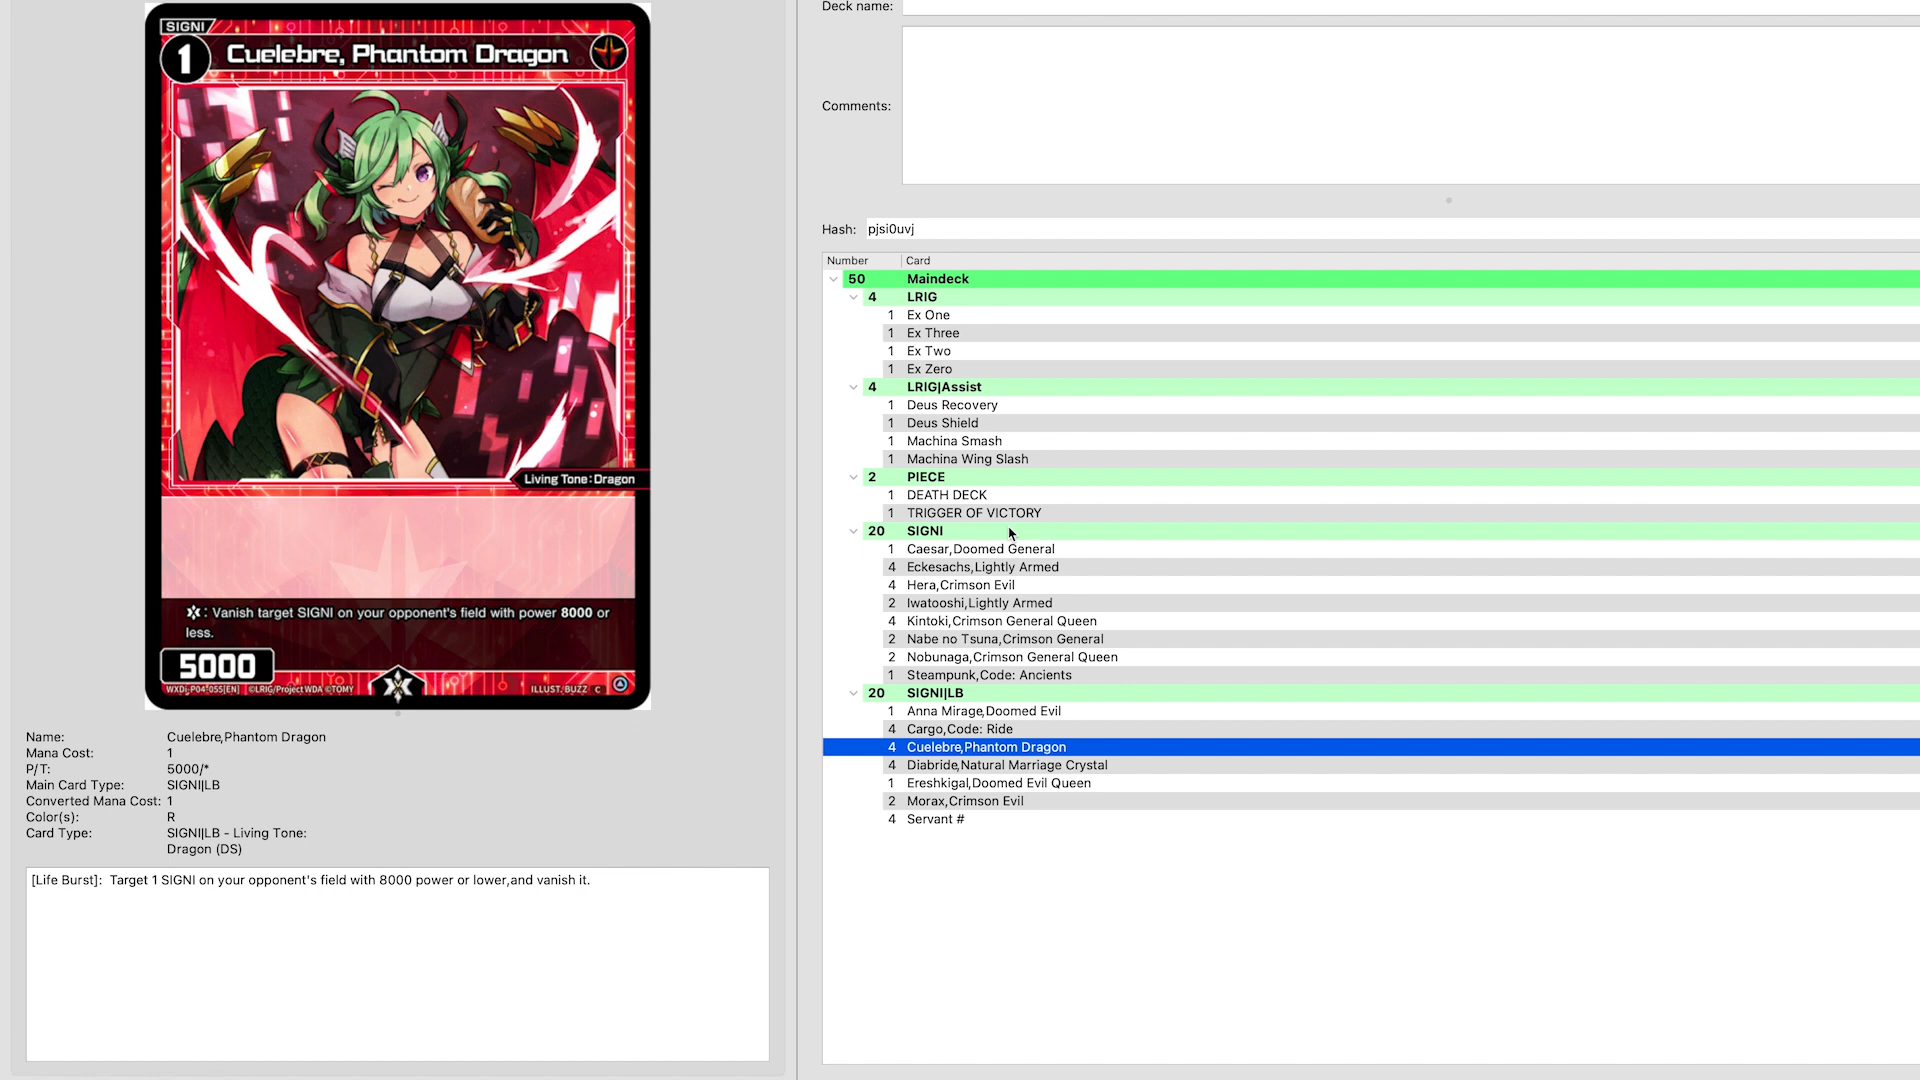 SIGNI
1
Cuelebre, Phantom Dragon
Living Tone:Dragon
: Vanish target SIGNI on your opponent's field with power 8000 or
less.
5000
WXDi-P04-055[EN] ©LRIG/Project WDA ©TOMY
ILLUST. BUZZ C
Name: Cuelebre,Phantom Dragon
Mana Cost: 1
P/T: 5000/*
Main Card Type: SIGNI|LB
Converted Mana Cost: 1
Color(s): R
Card Type: SIGNI|LB - Living Tone:
Dragon (DS)
[Life Burst]: Target 1 SIGNI on your opponent's field with 8000 power or lower,and vanish it.
Deck name:
Comments:
Hash: pjsi0uvj
Number Card
50 Maindeck
4 LRIG
1 Ex One
1 Ex Three
1 Ex Two
1 Ex Zero
4 LRIG|Assist
1 Deus Recovery
1 Deus Shield
1 Machina Smash
1 Machina Wing Slash
2 PIECE
1 DEATH DECK
1 TRIGGER OF VICTORY
20 SIGNI
1 Caesar,Doomed General
4 Eckesachs,Lightly Armed
4 Hera,Crimson Evil
2 Iwatooshi,Lightly Armed
4 Kintoki,Crimson General Queen
2 Nabe no Tsuna,Crimson General
2 Nobunaga,Crimson General Queen
1 Steampunk,Code: Ancients
20 SIGNI|LB
1 Anna Mirage,Doomed Evil
4 Cargo,Code: Ride
4 Cuelebre,Phantom Dragon
4 Diabride,Natural Marriage Crystal
1 Ereshkigal,Doomed Evil Queen
2 Morax,Crimson Evil
4 Servant #